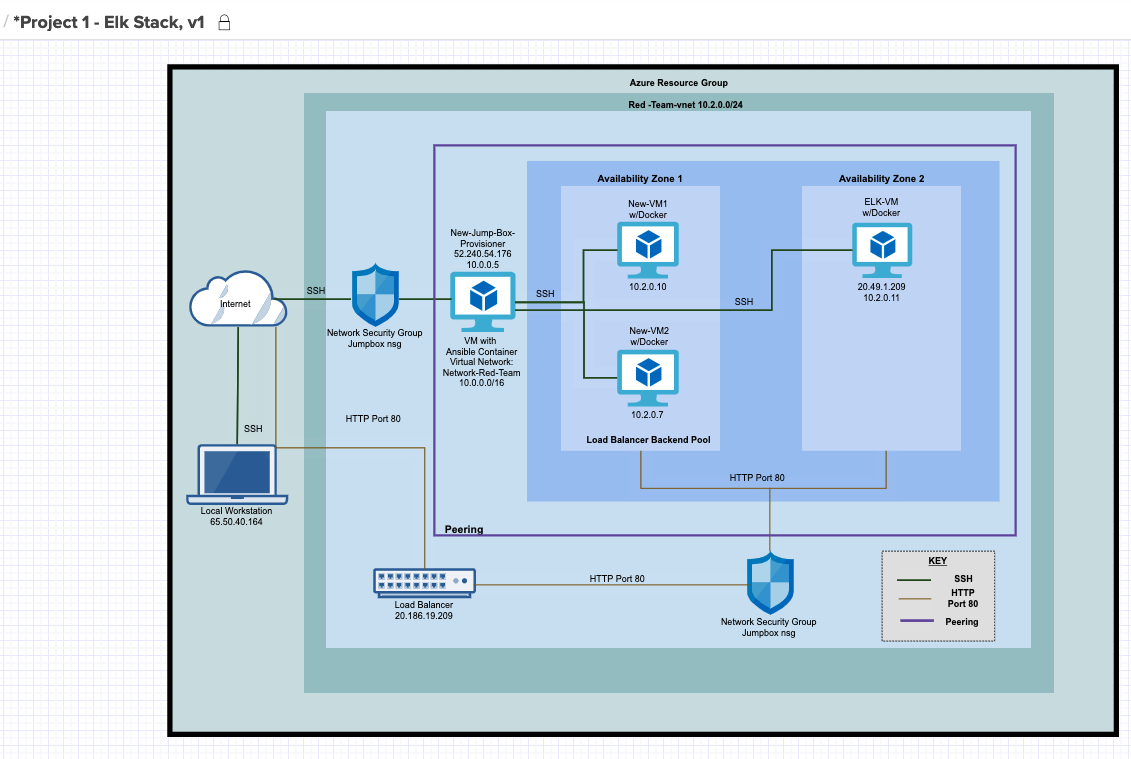 / *Project 1 - Elk Stack, v1
Azure Resource Group
Red -Team-vnet 10.2.0.0/24
Availability Zone 1
Availability Zone 2
New-VM1
w/Docker
10.2.0.10
ELK-VM
w/Docker
20.49.1.209
10.2.0.11
New-Jump-Box-
Provisioner
52.240.54.176
10.0.0.5
VM with
Ansible Container
Virtual Network:
Network-Red-Team
10.0.0.0/16
Internet
SSH
Network Security Group
Jumpbox nsg
SSH
SSH
New-VM2
w/Docker
10.2.0.7
Load Balancer Backend Pool
HTTP Port 80
SSH
Local Workstation
65.50.40.164
HTTP Port 80
Peering
Load Balancer
20.186.19.209
HTTP Port 80
Network Security Group
Jumpbox nsg
KEY
SSH
HTTP
Port 80
Peering